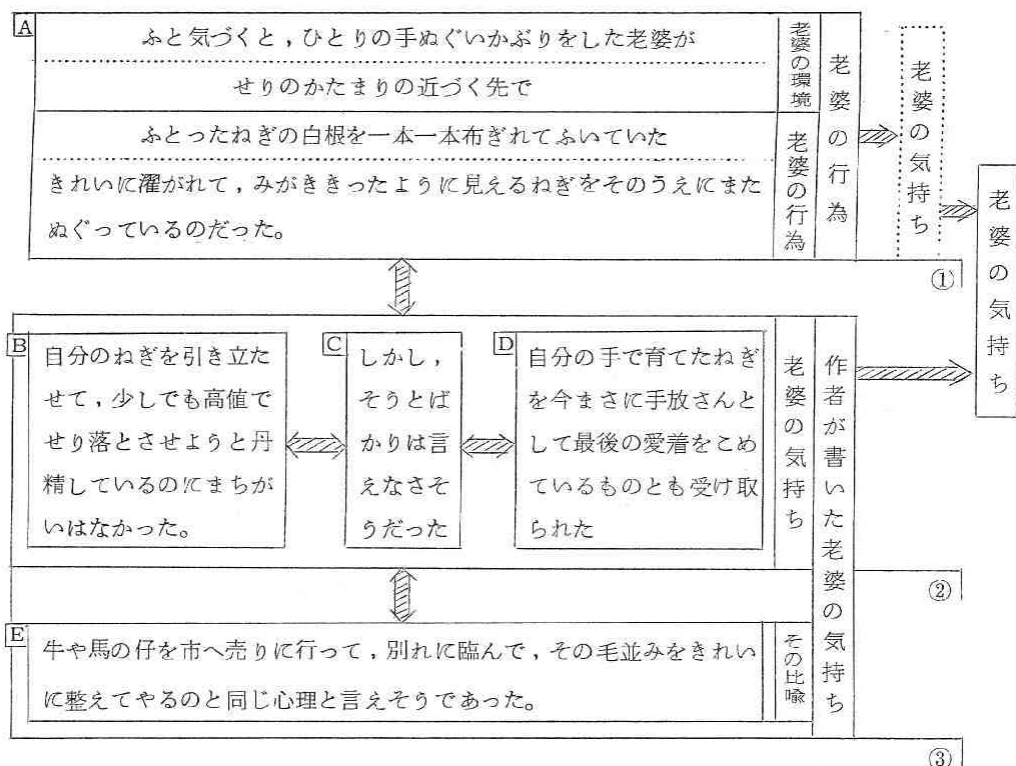 A
ふと気づくと，ひとりの手ぬぐいかぶりをした老婆が
せりのかたまりの近づく先で
老婆の環境
ふとったねぎの白根を一本一本布ぎれてふいていた
きれいに濯がれて，みがききったように見えるねぎをそのうえにまた
ぬぐっているのだった。
老婆の行為
老婆の行為
老婆の気持ち
老婆の気持ち
①
B
自分のねぎを引き立た
せて，少しでも高値で
せり落とさせようと丹
精しているのにまちが
いはなかった。
C
しかし，
そうとば
かりは言
えなさそ
うだった
D
自分の手で育てたねぎ
を今まさに手放さんと
して最後の愛着をこめ
ているものとも受け取
られた
老婆の気持ち
作者が書いた老婆の気持ち
②
E
牛や馬の仔を市へ売りに行って，別れに臨んで，その毛並みをきれい
に整えてやるのと同じ心理と言えそうであった。
その比喩
③